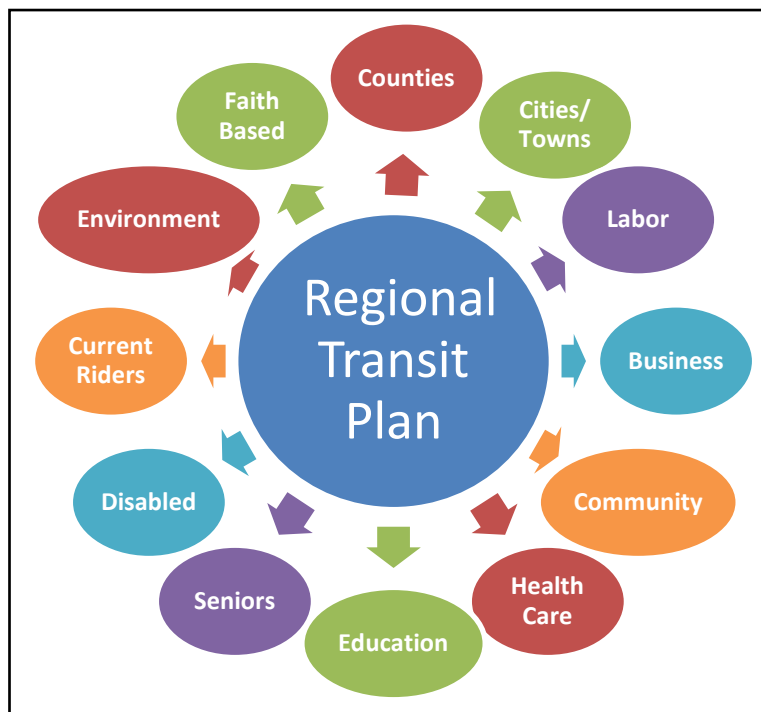 Counties
Cities/
Towns
Labor
Business
Community
Health
Care
Education
Seniors
Disabled
Current
Riders
Environment
Faith
Based
Regional
Transit
Plan